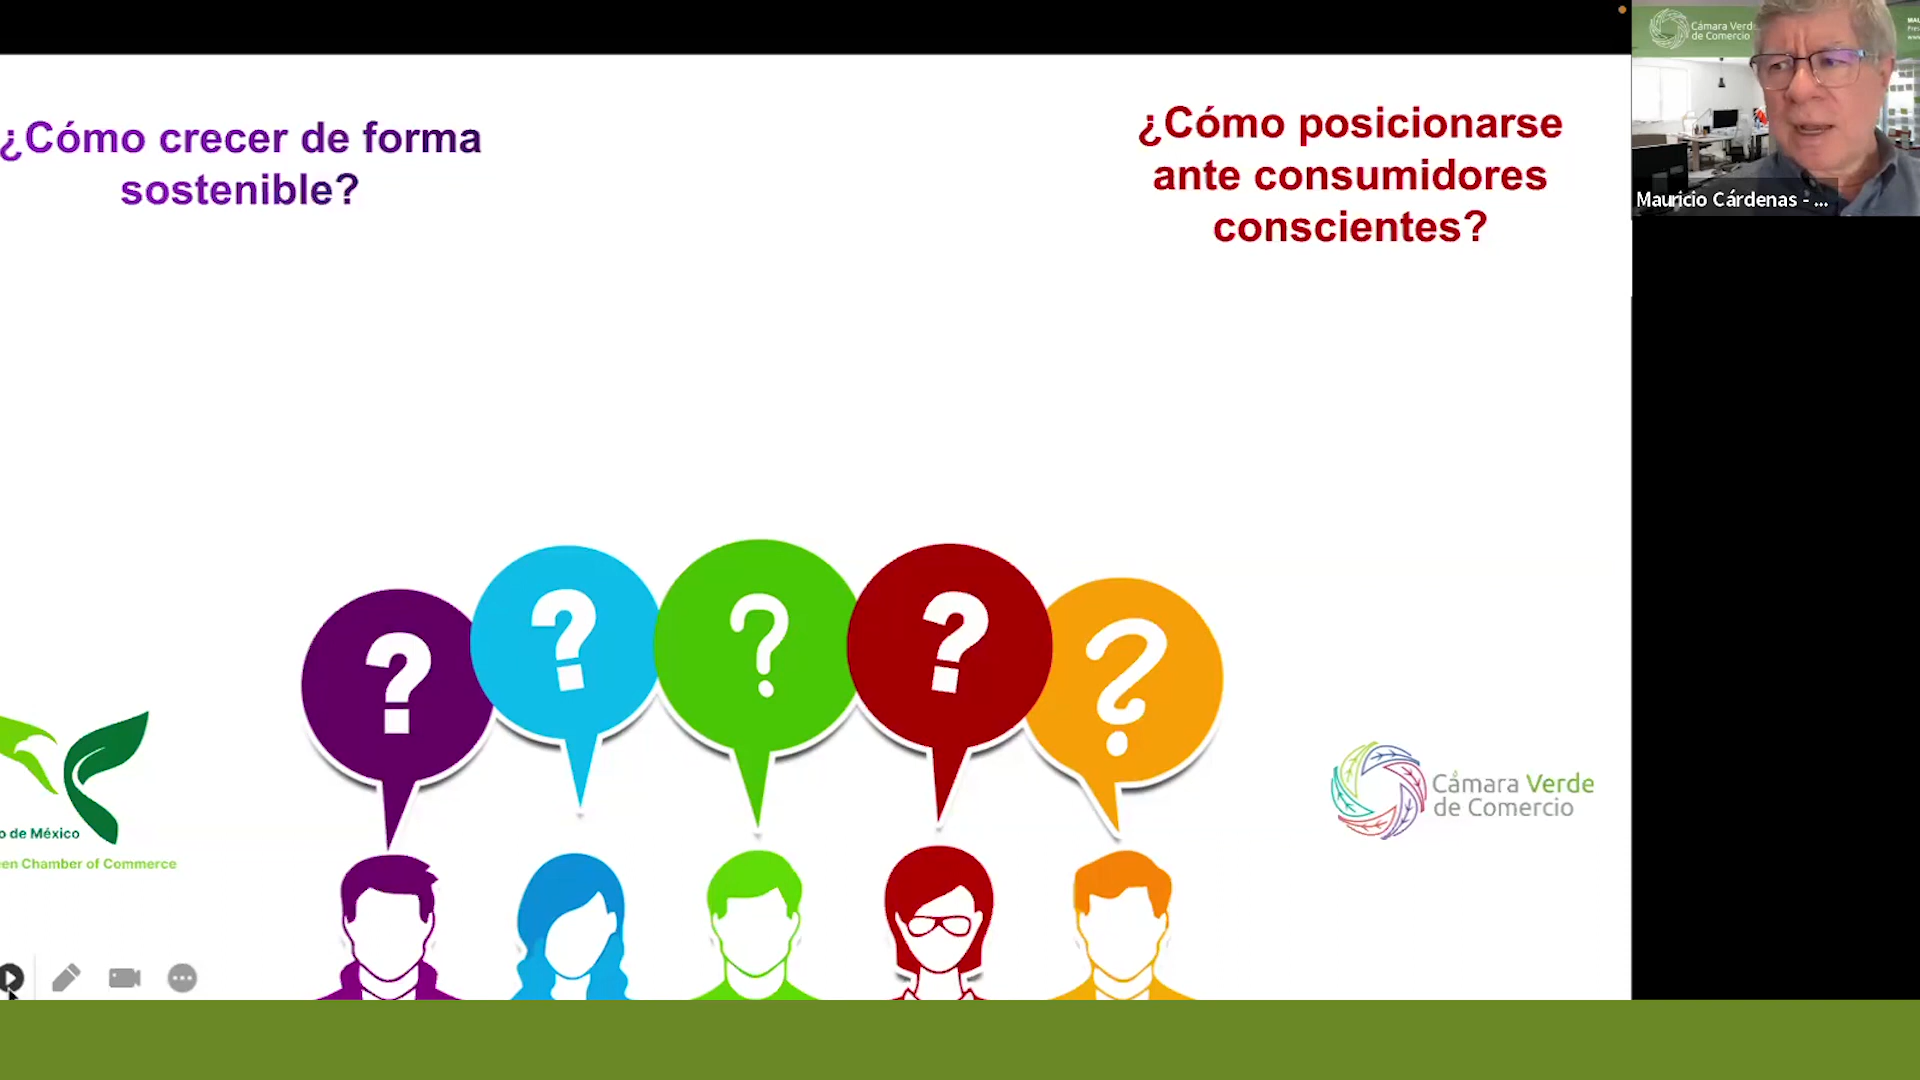 ¿Cómo crecer de forma
sostenible?
¿Cómo posicionarse
ante consumidores
conscientes?
? ? ? ? ?
o de México
een Chamber of Commerce
Cámara Verde
de Comercio
Cámara Verde
de Comercio
Mauricio Cárdenas - ...